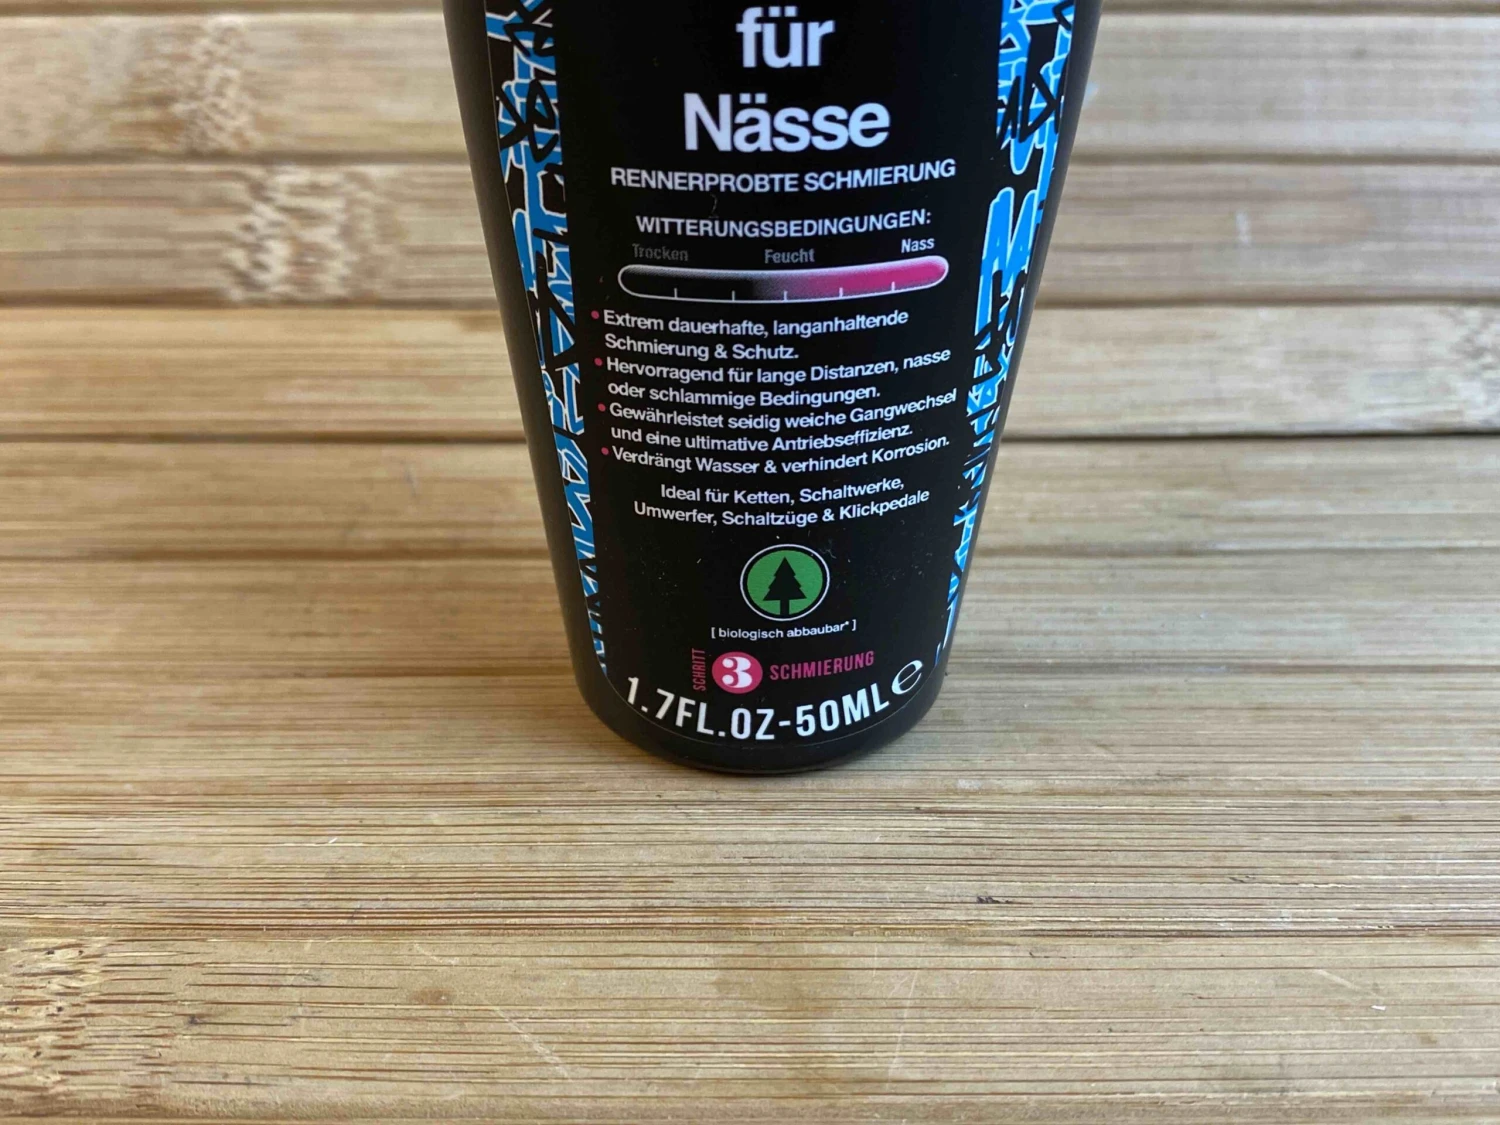 für
Nässe
RENNERPROBTE SCHMIERUNG
WITTERUNGSBEDINGUNGEN:
Trocken Feucht Nass
• Extrem dauerhafte, langanhaltende
Schmierung & Schutz.
• Hervorragend für lange Distanzen, nasse
oder schlammige Bedingungen.
• Gewährleistet seidig weiche Gangwechsel
und eine ultimative Antriebseffizienz.
• Verdrängt Wasser & verhindert Korrosion.
Ideal für Ketten, Schaltwerke,
Umwerfer, Schaltzüge & Klickpedale
[ biologisch abbaubar* ]
SCHRITT 3 SCHMIERUNG
1.7FL.OZ-50ML e